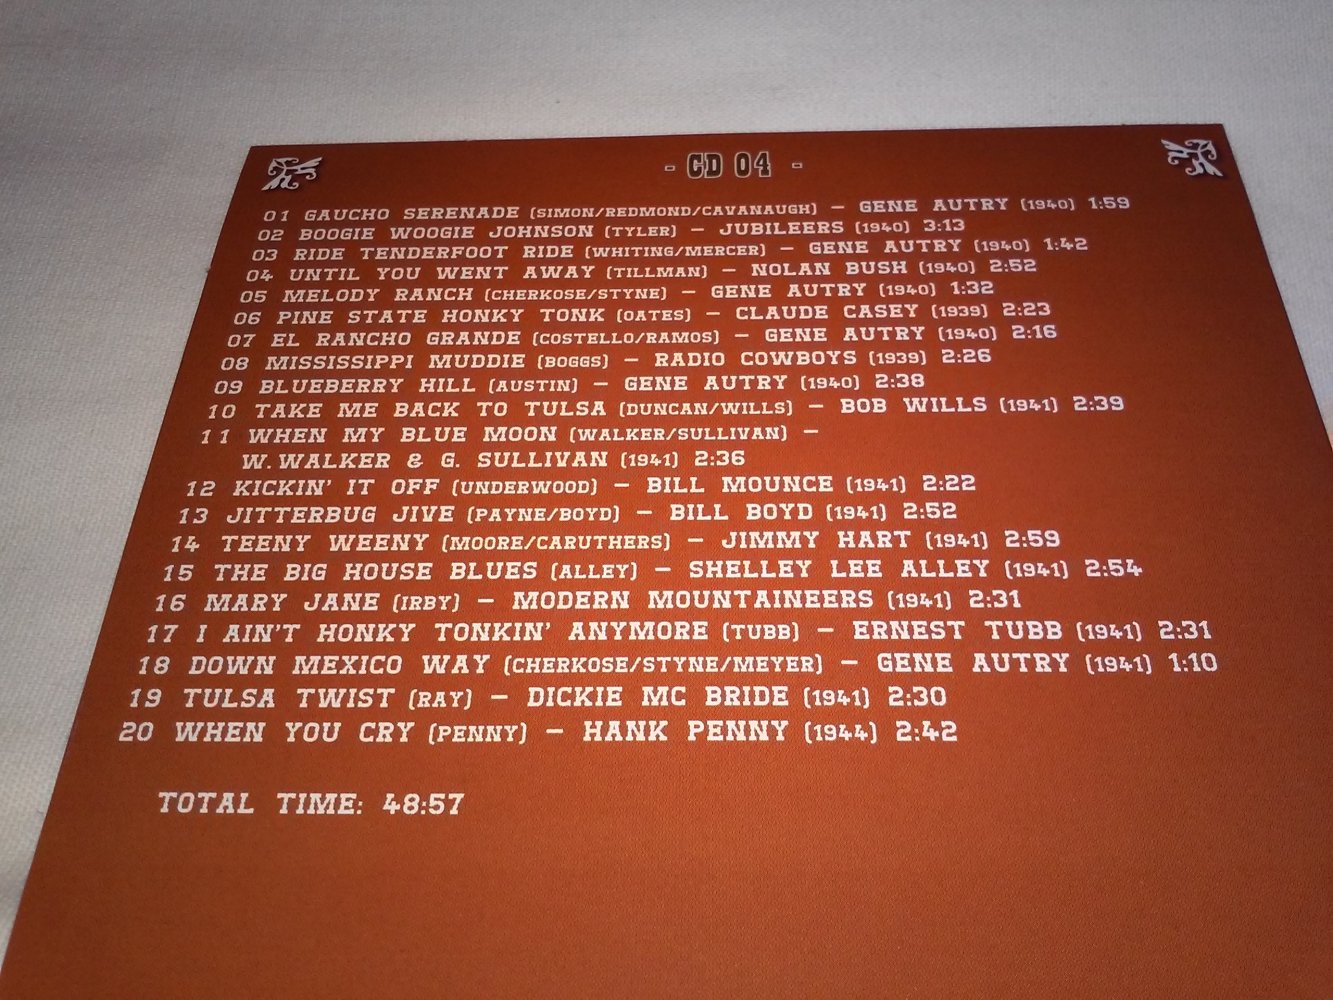 - CD 04 -
01 GAUCHO SERENADE (SIMON/REDMOND/CAVANAUGH) – GENE AUTRY (1940) 1:59
02 BOOGIE WOOGIE JOHNSON (TYLER) – JUBILEERS (1940) 3:13
03 RIDE TENDERFOOT RIDE (WHITING/MERCER) – GENE AUTRY (1940) 1:42
04 UNTIL YOU WENT AWAY (TILLMAN) – NOLAN BUSH (1940) 2:52
05 MELODY RANCH (CHERKOSE/STYNE) – GENE AUTRY (1940) 1:32
06 PINE STATE HONKY TONK (OATES) – CLAUDE CASEY (1939) 2:23
07 EL RANCHO GRANDE (COSTELLO/RAMOS) – GENE AUTRY (1940) 2:16
08 MISSISSIPPI MUDDIE (BOGGS) – RADIO COWBOYS (1939) 2:26
09 BLUEBERRY HILL (AUSTIN) – GENE AUTRY (1940) 2:38
10 TAKE ME BACK TO TULSA (DUNCAN/WILLS) – BOB WILLS (1941) 2:39
11 WHEN MY BLUE MOON (WALKER/SULLIVAN) –
W.WALKER & G. SULLIVAN (1941) 2:36
12 KICKIN' IT OFF (UNDERWOOD) – BILL MOUNCE (1941) 2:22
13 JITTERBUG JIVE (PAYNE/BOYD) – BILL BOYD (1941) 2:52
14 TEENY WEENY (MOORE/CARUTHERS) – JIMMY HART (1941) 2:59
15 THE BIG HOUSE BLUES (ALLEY) – SHELLEY LEE ALLEY (1941) 2:54
16 MARY JANE (IRBY) – MODERN MOUNTAINEERS (1941) 2:31
17 I AIN'T HONKY TONKIN' ANYMORE (TUBB) – ERNEST TUBB (1941) 2:31
18 DOWN MEXICO WAY (CHERKOSE/STYNE/MEYER) – GENE AUTRY (1941) 1:10
19 TULSA TWIST (RAY) – DICKIE MC BRIDE (1941) 2:30
20 WHEN YOU CRY (PENNY) – HANK PENNY (1944) 2:42
TOTAL TIME: 48:57